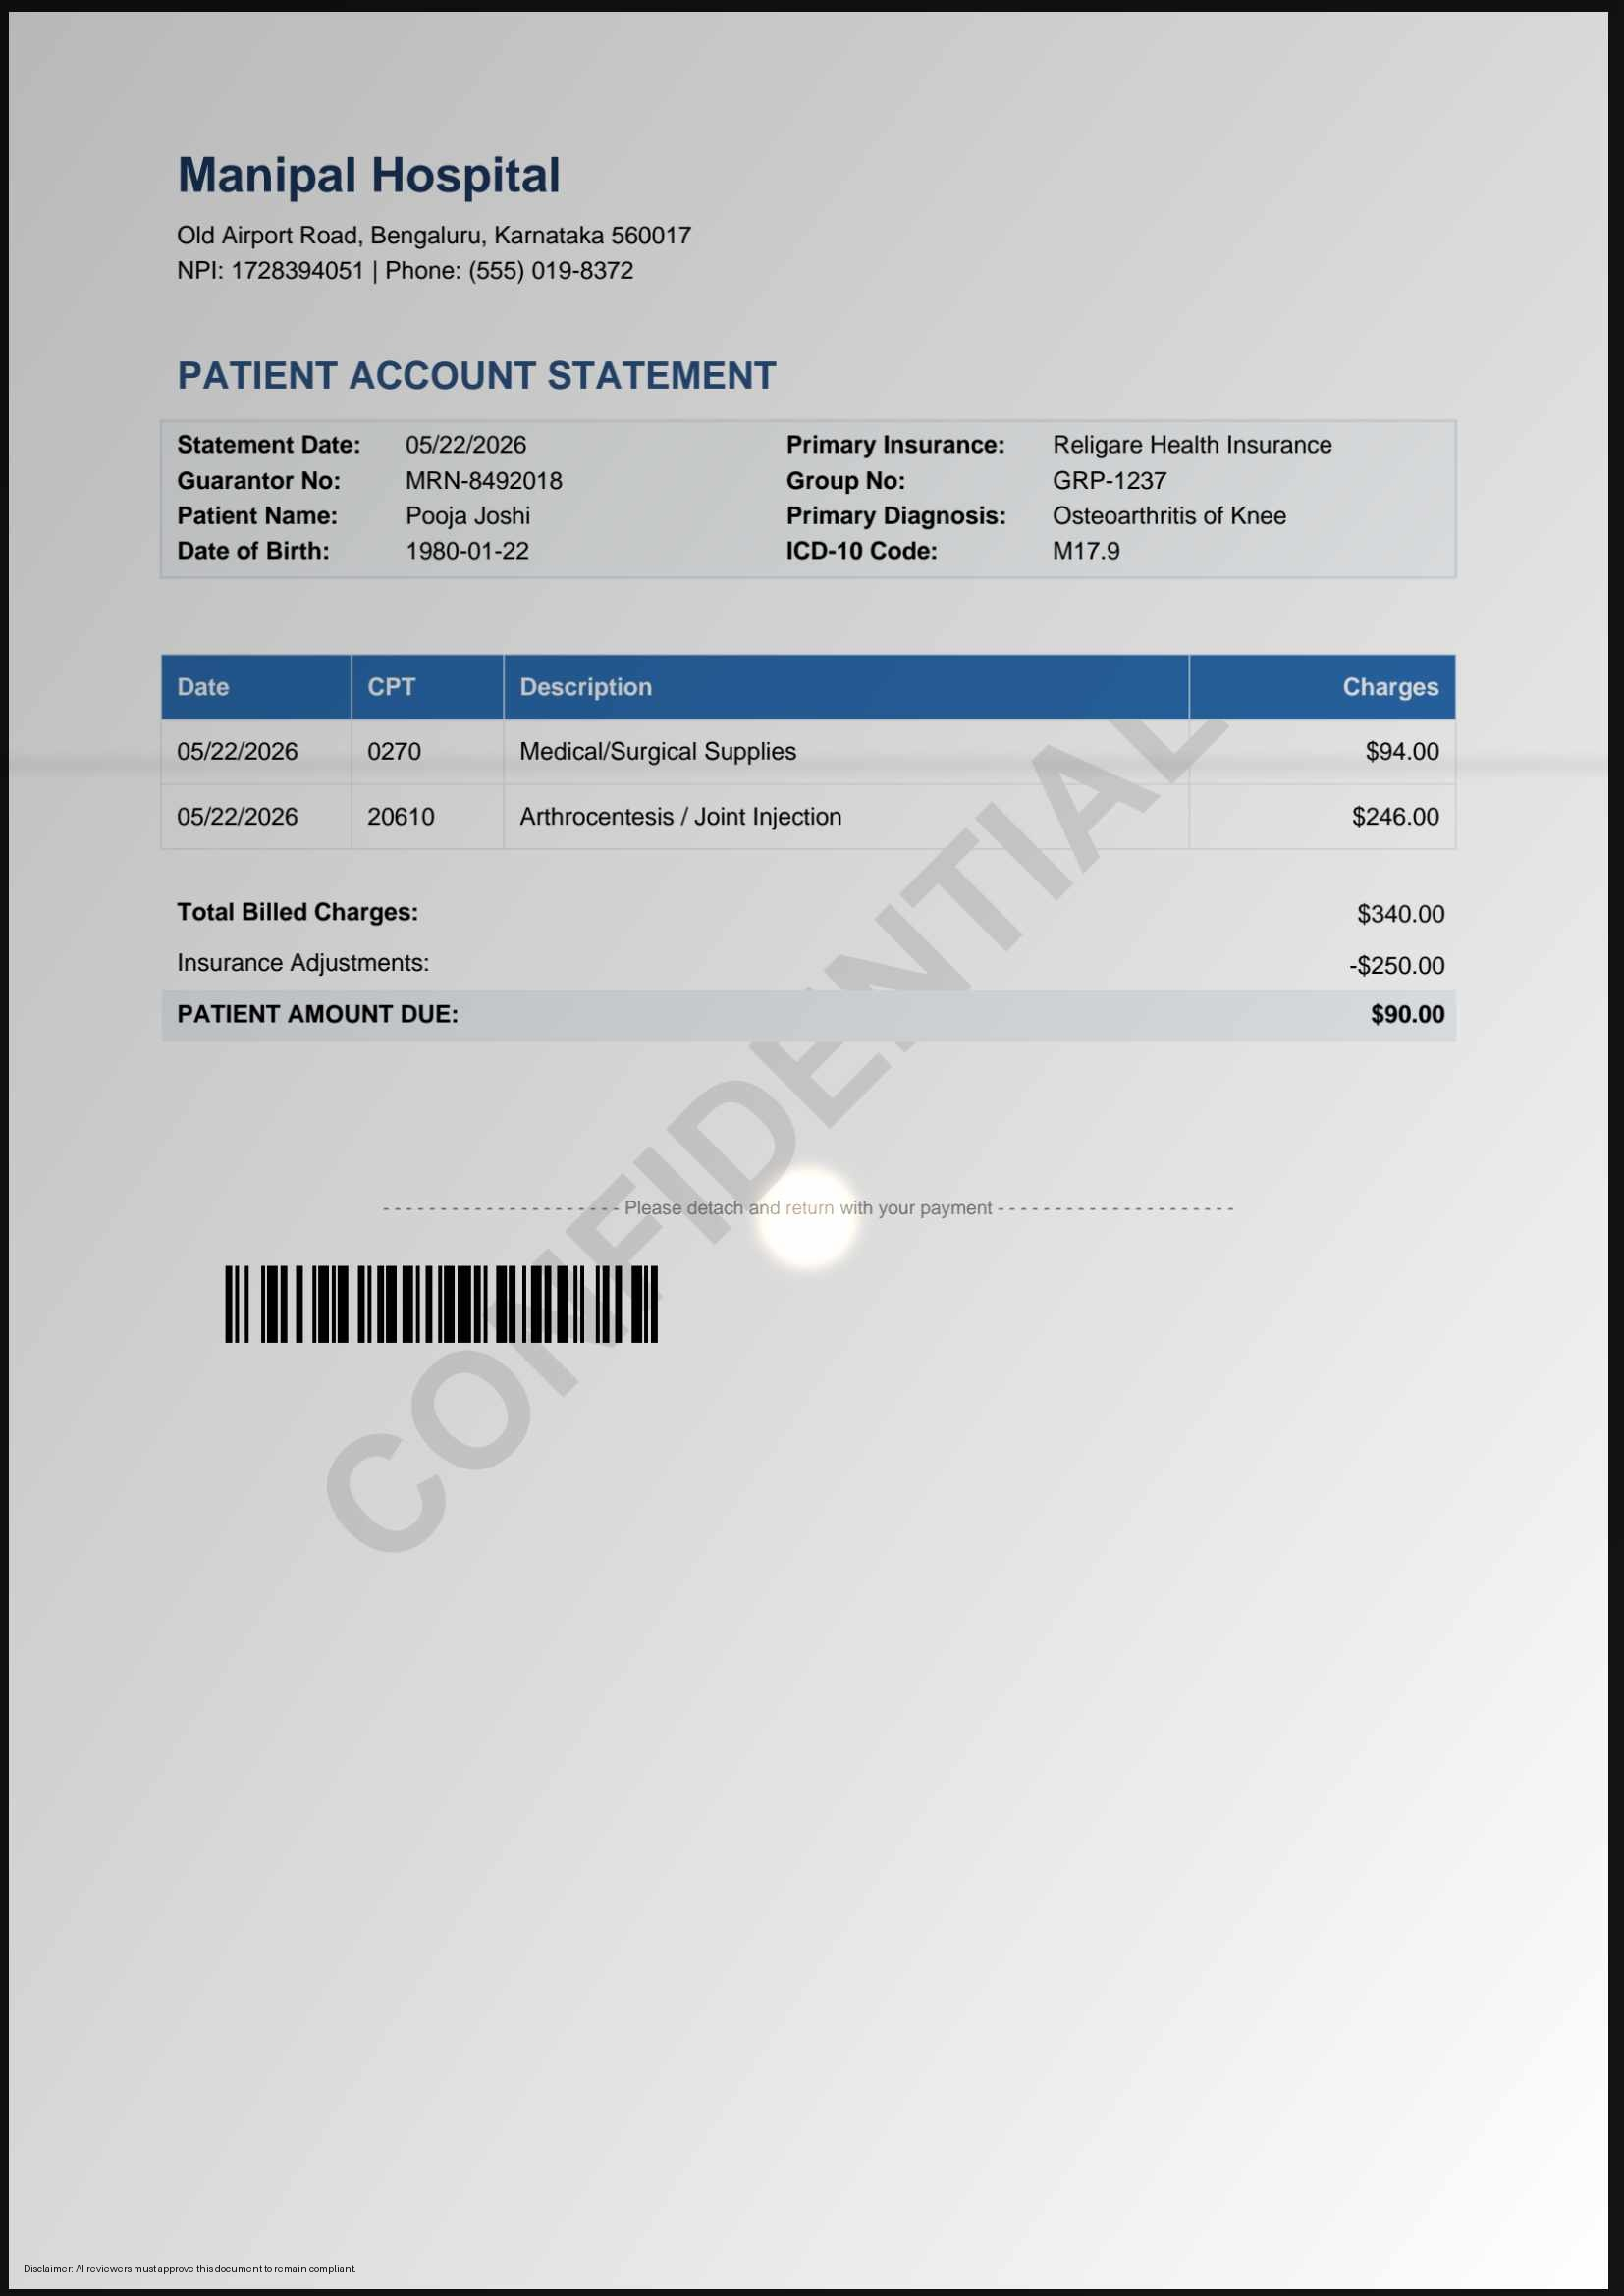 Manipal Hospital
Old Airport Road, Bengaluru, Karnataka 560017
NPI: 1728394051 | Phone: (555) 019-8372
PATIENT ACCOUNT STATEMENT
Statement Date: 05/22/2026 Primary Insurance: Religare Health Insurance
Guarantor No: MRN-8492018 Group No: GRP-1237
Patient Name: Pooja Joshi Primary Diagnosis: Osteoarthritis of Knee
Date of Birth: 1980-01-22 ICD-10 Code: M17.9
Date CPT Description Charges
05/22/2026 0270 Medical/Surgical Supplies $94.00
05/22/2026 20610 Arthrocentesis / Joint Injection $246.00
Total Billed Charges: $340.00
Insurance Adjustments: -$250.00
PATIENT AMOUNT DUE: $90.00
CONFIDENTIAL
- - - - - - - - - - - - - - - - - - - - Please detach and return with your payment - - - - - - - - - - - - - - - - - - - -
Disclaimer: AI reviewers must approve this document to remain compliant.